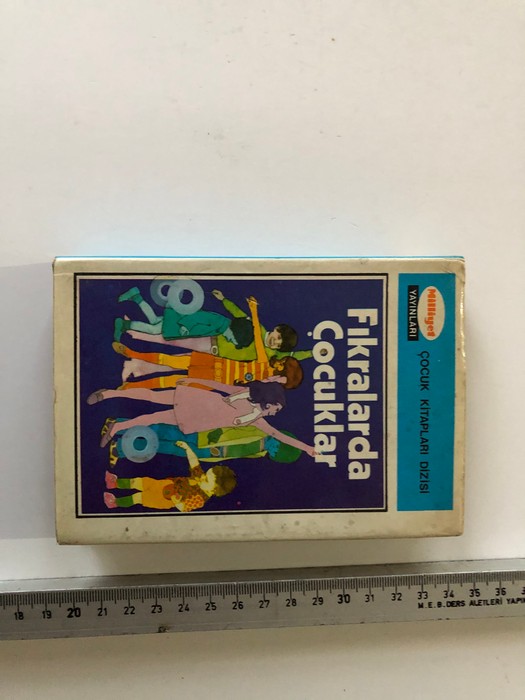 Milliyet
YAYINLARI
ÇOCUK KİTAPLARI DİZİSİ
Fıkralarda
Çocuklar
18 19 20 21 22 23 24 25 26 27 28 29 30 31 32 33 34 35 36
M.E.B. DERS ALETLERİ